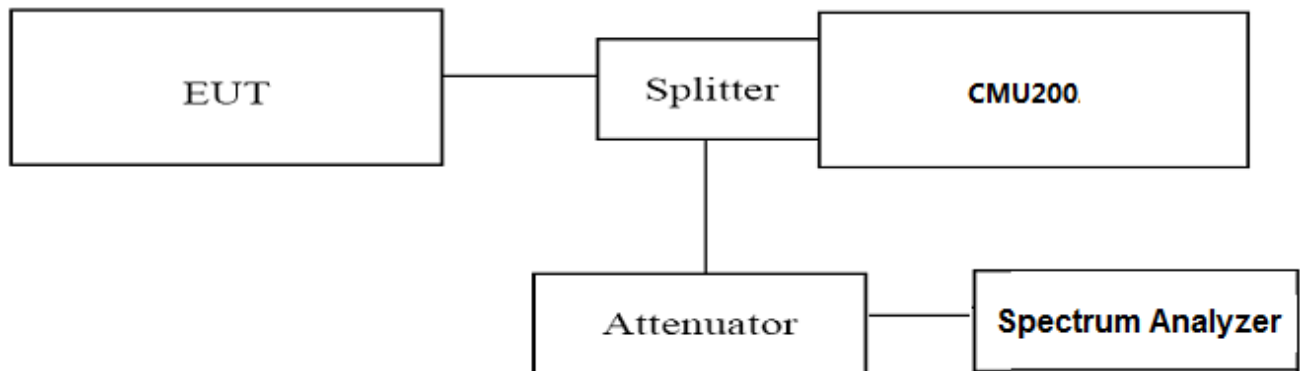 EUT
Splitter
CMU200.
Attenuator
Spectrum Analyzer